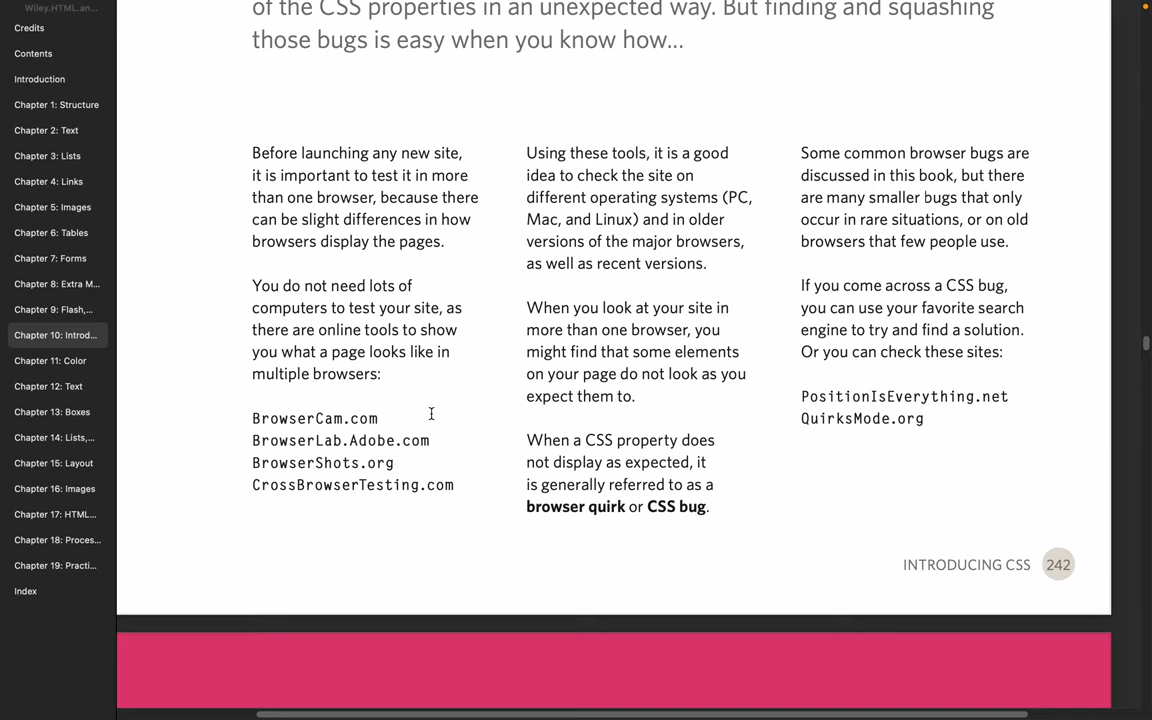 Wiley.HTML.an...
Credits
Contents
Introduction
Chapter 1: Structure
Chapter 2: Text
Chapter 3: Lists
Chapter 4: Links
Chapter 5: Images
Chapter 6: Tables
Chapter 7: Forms
Chapter 8: Extra M...
Chapter 9: Flash,...
Chapter 10: Introd...
Chapter 11: Color
Chapter 12: Text
Chapter 13: Boxes
Chapter 14: Lists,...
Chapter 15: Layout
Chapter 16: Images
Chapter 17: HTML...
Chapter 18: Proces...
Chapter 19: Practi...
Index
of the CSS properties in an unexpected way. But finding and squashing
those bugs is easy when you know how...
Before launching any new site,
it is important to test it in more
than one browser, because there
can be slight differences in how
browsers display the pages.
You do not need lots of
computers to test your site, as
there are online tools to show
you what a page looks like in
multiple browsers:
BrowserCam.com
BrowserLab.Adobe.com
BrowserShots.org
CrossBrowserTesting.com
Using these tools, it is a good
idea to check the site on
different operating systems (PC,
Mac, and Linux) and in older
versions of the major browsers,
as well as recent versions.
When you look at your site in
more than one browser, you
might find that some elements
on your page do not look as you
expect them to.
When a CSS property does
not display as expected, it
is generally referred to as a
browser quirk or CSS bug.
Some common browser bugs are
discussed in this book, but there
are many smaller bugs that only
occur in rare situations, or on old
browsers that few people use.
If you come across a CSS bug,
you can use your favorite search
engine to try and find a solution.
Or you can check these sites:
PositionIsEverything.net
QuirksMode.org
INTRODUCING CSS 242